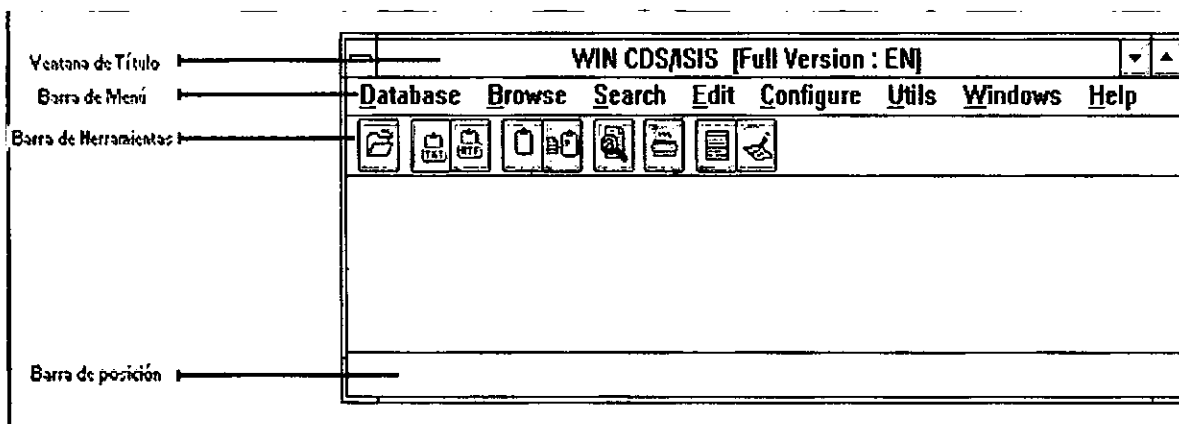 Ventana de Título
WIN CDS/ISIS [Full Version : EN]
Barra de Menú
Database Browse Search Edit Configure Utils Windows Help
Barra de Herramientas
Barra de posición